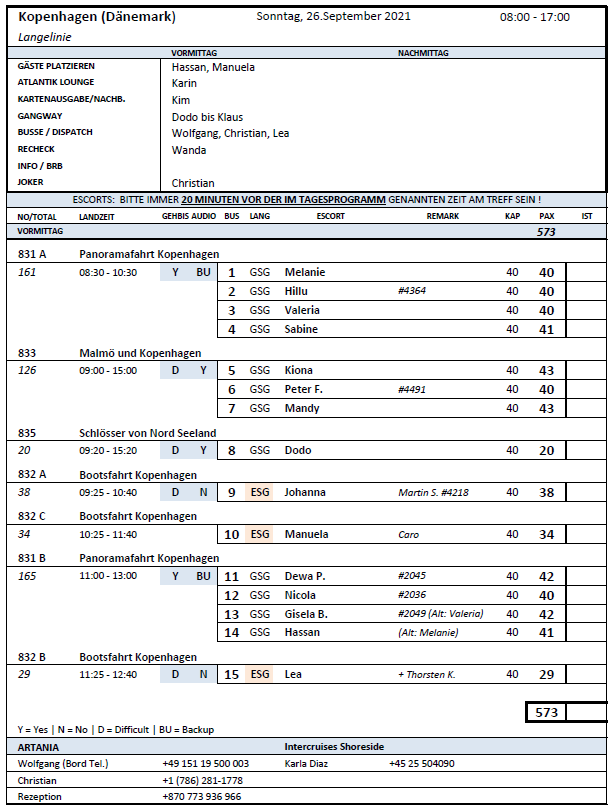 Kopenhagen (Dänemark) Sonntag, 26.September 2021 08:00 - 17:00
Langelinie
VORMITTAG NACHMITTAG
GÄSTE PLATZIEREN Hassan, Manuela
ATLANTIK LOUNGE Karin
KARTENAUSGABE/NACHB. Kim
GANGWAY Dodo bis Klaus
BUSSE / DISPATCH Wolfgang, Christian, Lea
RECHECK Wanda
INFO / BRB
JOKER Christian
ESCORTS: BITTE IMMER 20 MINUTEN VOR DER IM TAGESPROGRAMM GENANNTEN ZEIT AM TREFF SEIN !
NO/TOTAL LANDZEIT GEHBIS AUDIO BUS LANG ESCORT REMARK KAP PAX IST
VORMITTAG 573
831 A Panoramafahrt Kopenhagen
161 08:30 - 10:30 Y BU 1 GSG Melanie 40 40
2 GSG Hillu #4364 40 40
3 GSG Valeria 40 40
4 GSG Sabine 40 41
833 Malmö und Kopenhagen
126 09:00 - 15:00 D Y 5 GSG Kiona 40 43
6 GSG Peter F. #4491 40 40
7 GSG Mandy 40 43
835 Schlösser von Nord Seeland
20 09:20 - 15:20 D Y 8 GSG Dodo 40 20
832 A Bootsfahrt Kopenhagen
38 09:25 - 10:40 D N 9 ESG Johanna Martin S. #4218 40 38
832 C Bootsfahrt Kopenhagen
34 10:25 - 11:40 10 ESG Manuela Caro 40 34
831 B Panoramafahrt Kopenhagen
165 11:00 - 13:00 Y BU 11 GSG Dewa P. #2045 40 42
12 GSG Nicola #2036 40 40
13 GSG Gisela B. #2049 (Alt: Valeria) 40 42
14 GSG Hassan (Alt: Melanie) 40 41
832 B Bootsfahrt Kopenhagen
29 11:25 - 12:40 D N 15 ESG Lea + Thorsten K. 40 29
573
Y = Yes | N = No | D = Difficult | BU = Backup
ARTANIA Intercruises Shoreside
Wolfgang (Bord Tel.) +49 151 19 500 003 Karla Diaz +45 25 504090
Christian +1 (786) 281-1778
Rezeption +870 773 936 966